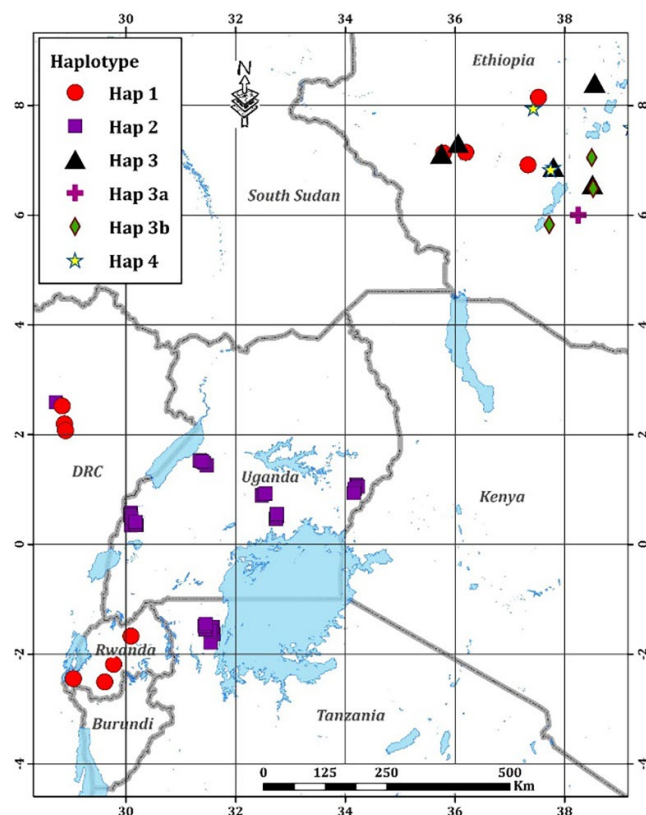 30 32 34 36 38
Haplotype
Hap 1
Hap 2
Hap 3
Hap 3a
Hap 3b
Hap 4
N
Ethiopia
South Sudan
DRC
Uganda
Kenya
Rwanda
Burundi
Tanzania
8 8
6 6
4 4
2 2
0 0
-2 -2
-4 -4
0 125 250 500
Km
30 32 34 36 38